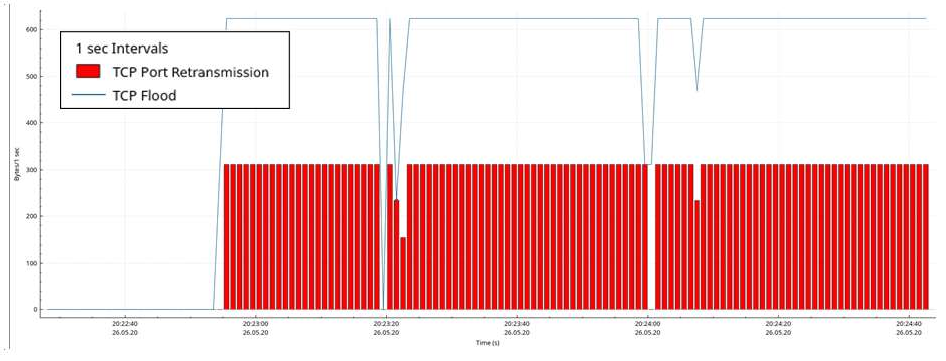 600
500
400
300
200
100
0
Bytes/1 sec
1 sec Intervals
TCP Port Retransmission
TCP Flood
20:22:40 20:23:00 20:23:20 20:23:40 20:24:00 20:24:20 20:24:40
26.05.20 26.05.20 26.05.20 26.05.20 26.05.20 26.05.20 26.05.20
Time (s)